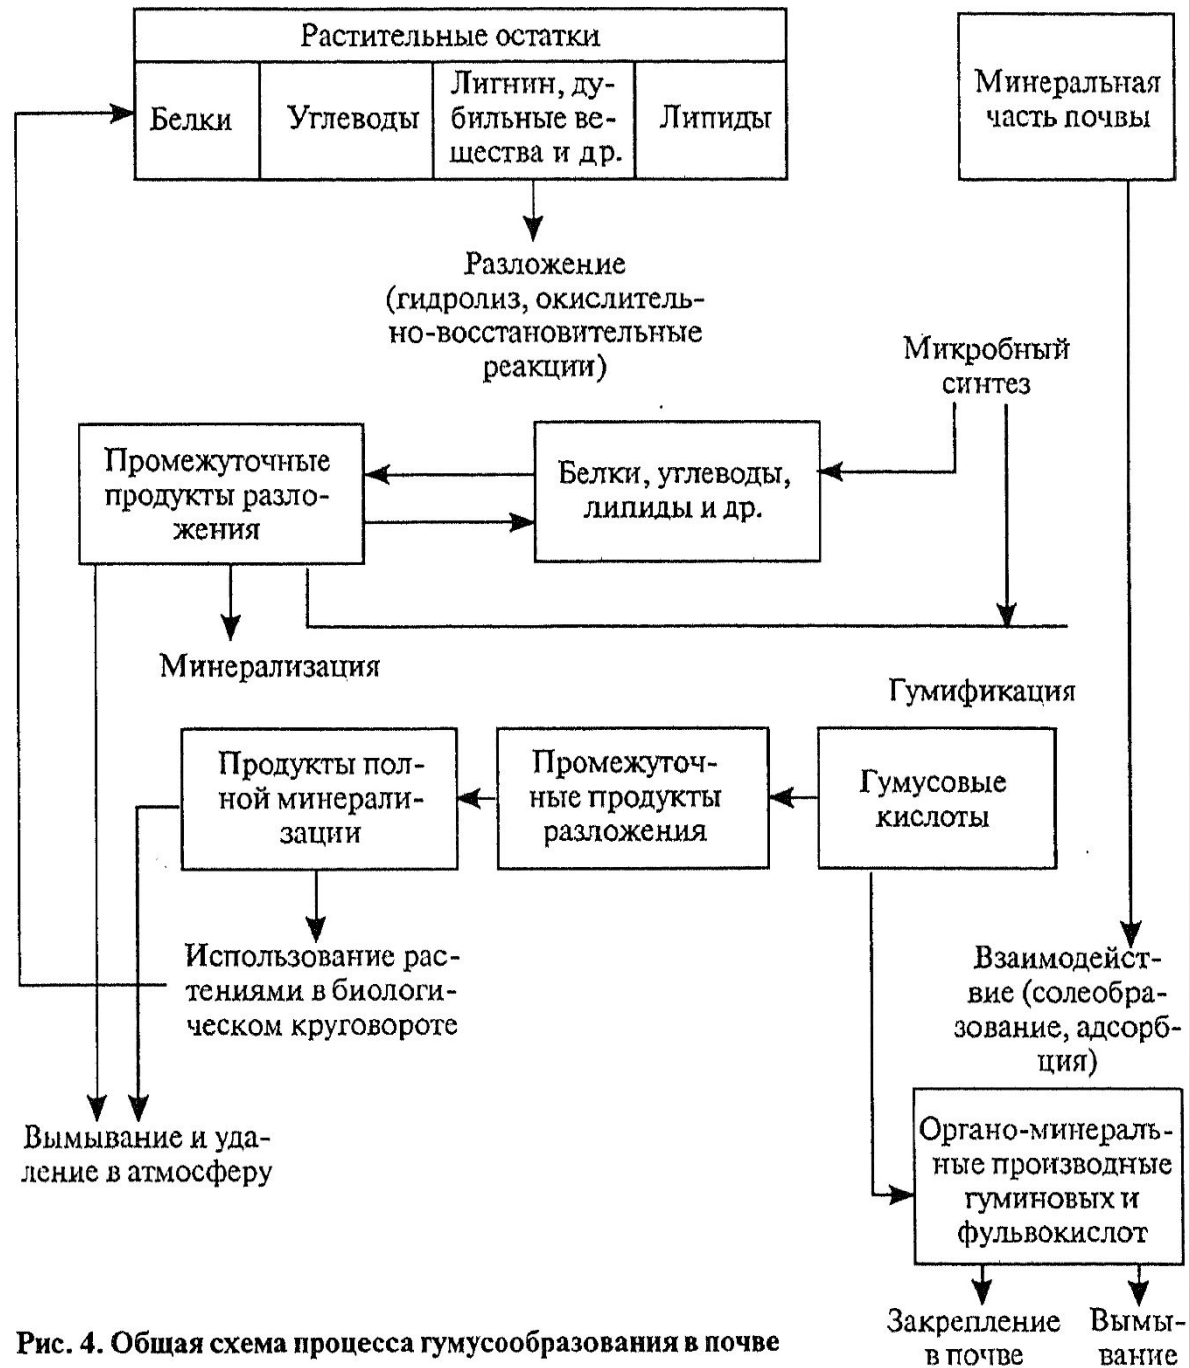 Растительные остатки
Белки
Углеводы
Лигнин, ду-
бильные ве-
щества и др.
Липиды
Минеральная
часть почвы
Разложение
(гидролиз, окислитель-
но-восстановительные
реакции)
Микробный
синтез
Промежуточные
продукты разло-
жения
Белки, углеводы,
липиды и др.
Минерализация
Гумификация
Продукты пол-
ной минерали-
зации
Промежуточ-
ные продукты
разложения
Гумусовые
кислоты
Использование рас-
тениями в биологи-
ческом круговороте
Взаимодейст-
вие (солеобра-
зование, адсорб-
ция)
Вымывание и уда-
ление в атмосферу
Органо-минераль-
ные производные
гуминовых и
фульвокислот
Закрепление
в почве
Вымы-
вание
Рис. 4. Общая схема процесса гумусообразования в почве